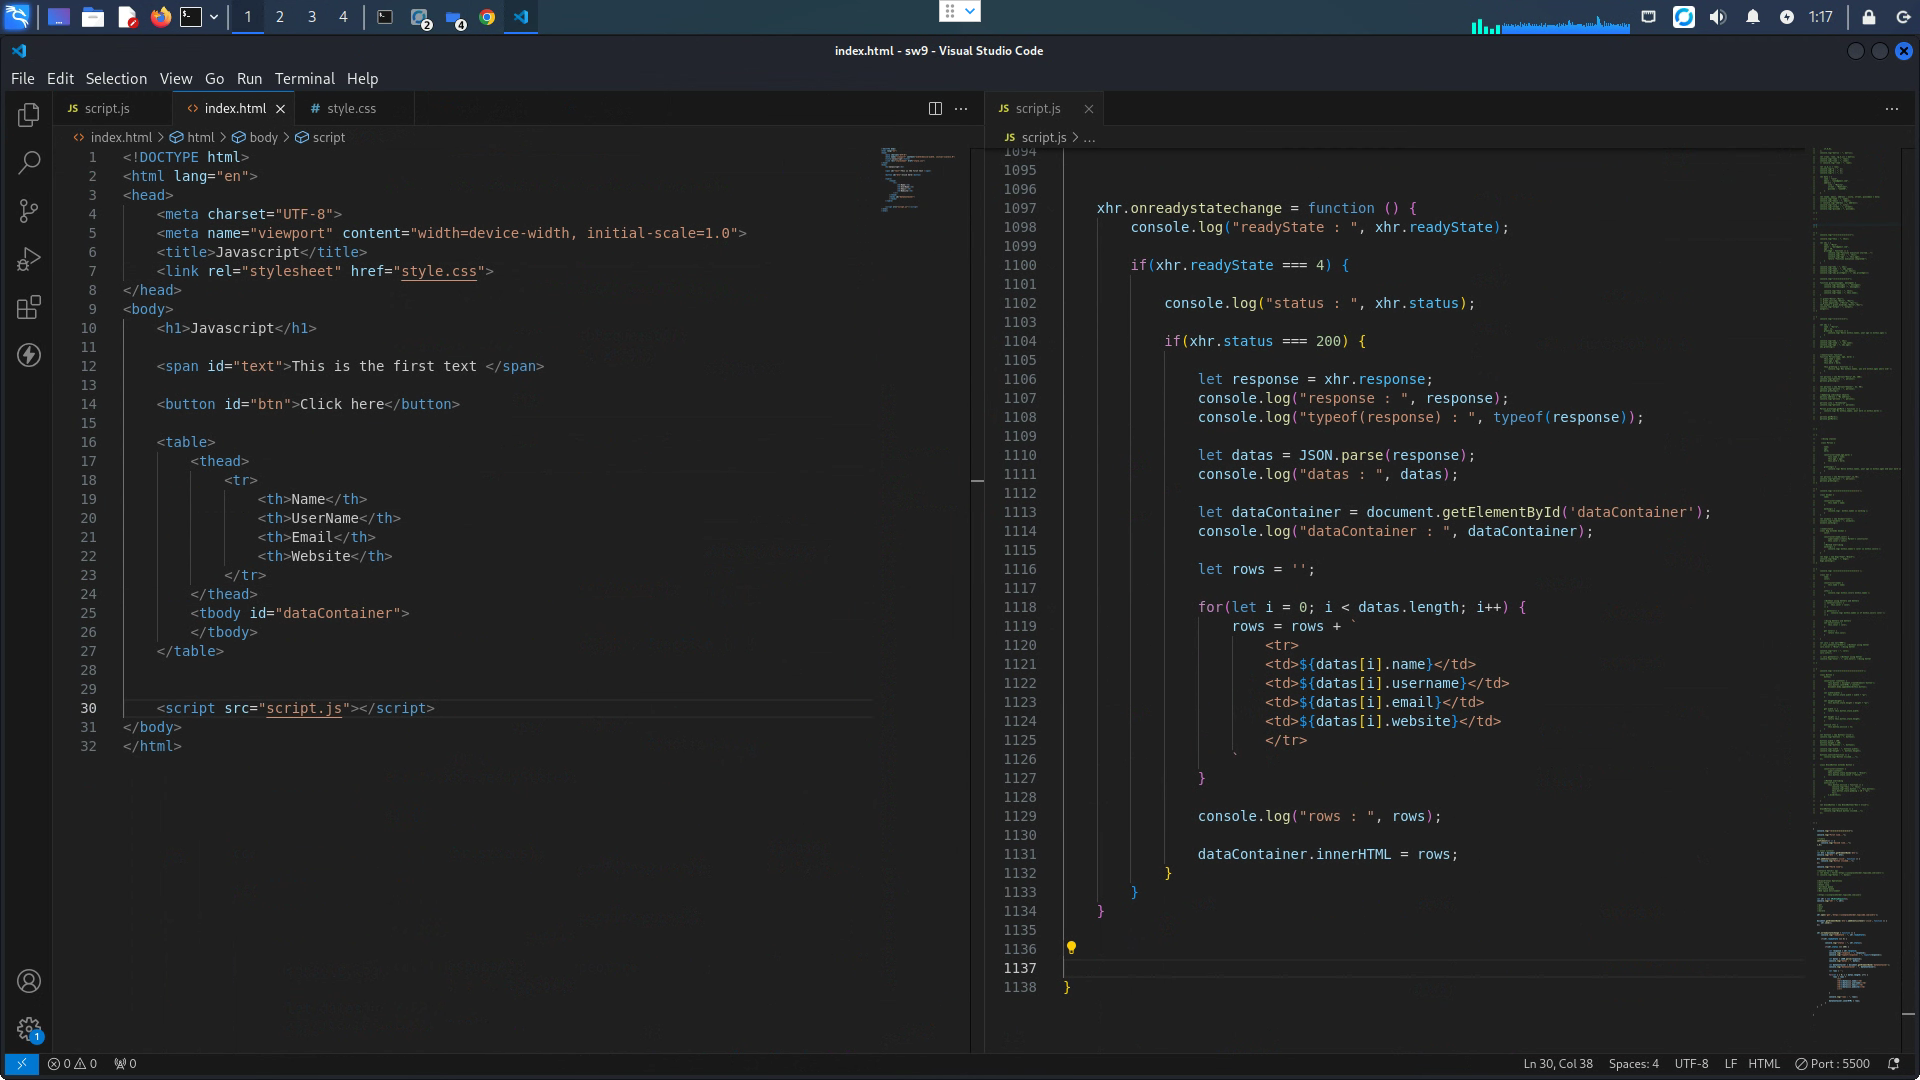 1 2 3 4
2
4
1:17
index.html - sw9 - Visual Studio Code
File Edit Selection View Go Run Terminal Help
JS script.js
<> index.html
# style.css
<> index.html > html > body > script
1 <!DOCTYPE html>
2 <html lang="en">
3 <head>
4 <meta charset="UTF-8">
5 <meta name="viewport" content="width=device-width, initial-scale=1.0">
6 <title>Javascript</title>
7 <link rel="stylesheet" href="style.css">
8 </head>
9 <body>
10 <h1>Javascript</h1>
11
12 <span id="text">This is the first text </span>
13
14 <button id="btn">Click here</button>
15
16 <table>
17 <thead>
18 <tr>
19 <th>Name</th>
20 <th>UserName</th>
21 <th>Email</th>
22 <th>Website</th>
23 </tr>
24 </thead>
25 <tbody id="dataContainer">
26 </tbody>
27 </table>
28
29
30 <script src="script.js"></script>
31 </body>
32 </html>
JS script.js
JS script.js > ...
1094
1095
1096
1097 xhr.onreadystatechange = function () {
1098 console.log("readyState : ", xhr.readyState);
1099
1100 if(xhr.readyState === 4) {
1101
1102 console.log("status : ", xhr.status);
1103
1104 if(xhr.status === 200) {
1105
1106 let response = xhr.response;
1107 console.log("response : ", response);
1108 console.log("typeof(response) : ", typeof(response));
1109
1110 let datas = JSON.parse(response);
1111 console.log("datas : ", datas);
1112
1113 let dataContainer = document.getElementById('dataContainer');
1114 console.log("dataContainer : ", dataContainer);
1115
1116 let rows = '';
1117
1118 for(let i = 0; i < datas.length; i++) {
1119 rows = rows + `
1120 <tr>
1121 <td>${datas[i].name}</td>
1122 <td>${datas[i].username}</td>
1123 <td>${datas[i].email}</td>
1124 <td>${datas[i].website}</td>
1125 </tr>
1126 `
1127 }
1128
1129 console.log("rows : ", rows);
1130
1131 dataContainer.innerHTML = rows;
1132 }
1133 }
1134 }
1135
1136
1137
1138 }
1
0 0 0
Ln 30, Col 38 Spaces: 4 UTF-8 LF HTML Port : 5500